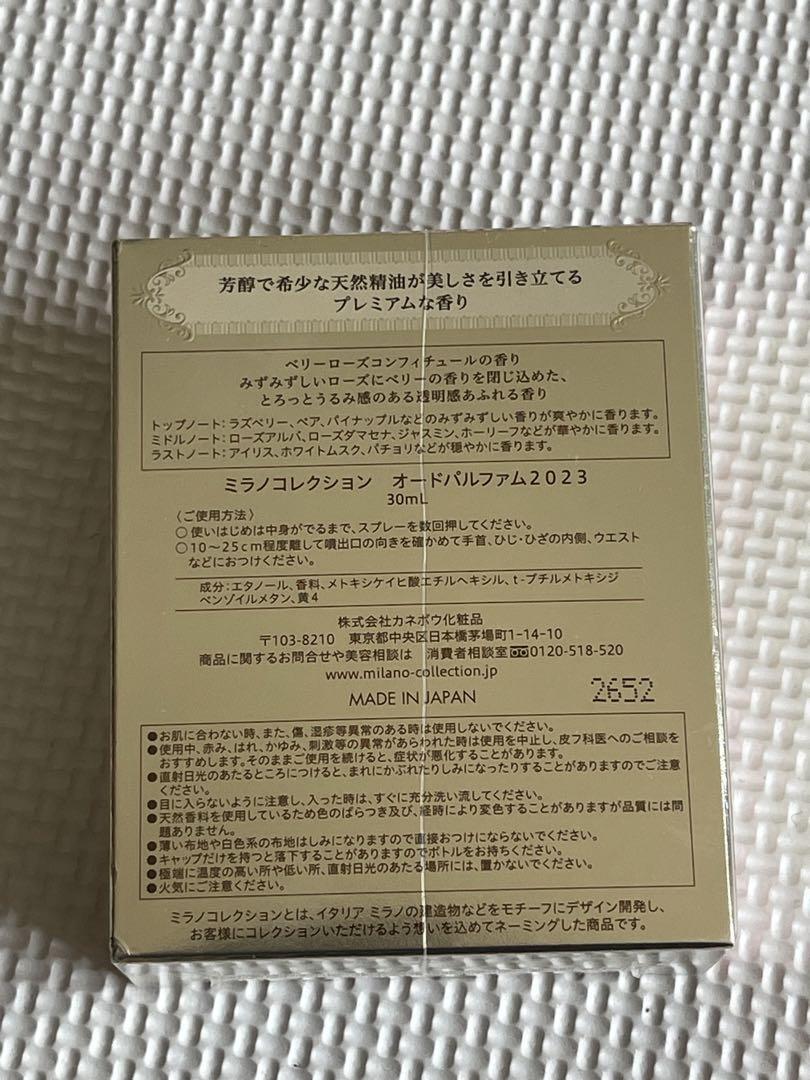 芳醇で希少な天然精油が美しさを引き立てる
プレミアムな香り
ベリーローズコンフィチュールの香り
みずみずしいローズにベリーの香りを閉じ込めた、
とろっとうるみ感のある透明感あふれる香り
トップノート：ラズベリー、ペア、パイナップルなどのみずみずしい香りが爽やかに香ります。
ミドルノート：ローズアルバ、ローズダマセナ、ジャスミン、ホーリーフなどが華やかに香ります。
ラストノート：アイリス、ホワイトムスク、パチョリなどが穏やかに香ります。
ミラノコレクション　オードパルファム2023
30mL
〈ご使用方法〉
○使いはじめは中身がでるまで、スプレーを数回押してください。
○10～25cm程度離して噴出口の向きを確かめて手首、ひじ・ひざの内側、ウエスト
などにおつけください。
成分：エタノール、香料、メトキシケイヒ酸エチルヘキシル、t-ブチルメトキシジ
ベンゾイルメタン、黄4
株式会社カネボウ化粧品
〒103-8210　東京都中央区日本橋茅場町1-14-10
商品に関するお問合せや美容相談は　消費者相談室 0120-518-520
www.milano-collection.jp
MADE IN JAPAN
2652
●お肌に合わない時、また、傷、湿疹等異常のある時は使用しないでください。
●使用中、赤み、はれ、かゆみ、刺激等の異常があらわれた時は使用を中止し、皮フ科医へのご相談を
おすすめします。そのままご使用を続けると、症状が悪化することがあります。
●直射日光のあたるところにつけると、まれにかぶれたりしみになったりすることがありますのでご注意
ください。
●目に入らないように注意し、入った時は、すぐに充分洗い流してください。
●天然香料を使用しているため色のばらつき及び、経時により変色することがありますが品質には問
題ありません。
●薄い布地や白色系の布地はしみになりますので直接おつけにならないでください。
●キャップだけを持つと落下することがありますのでボトルをお持ちください。
●極端に温度の高い所や低い所、直射日光のあたる場所には、置かないでください。
●火気にご注意ください。
ミラノコレクションとは、イタリア ミラノの建造物などをモチーフにデザイン開発し、
お客様にコレクションいただけるよう想いを込めてネーミングした商品です。